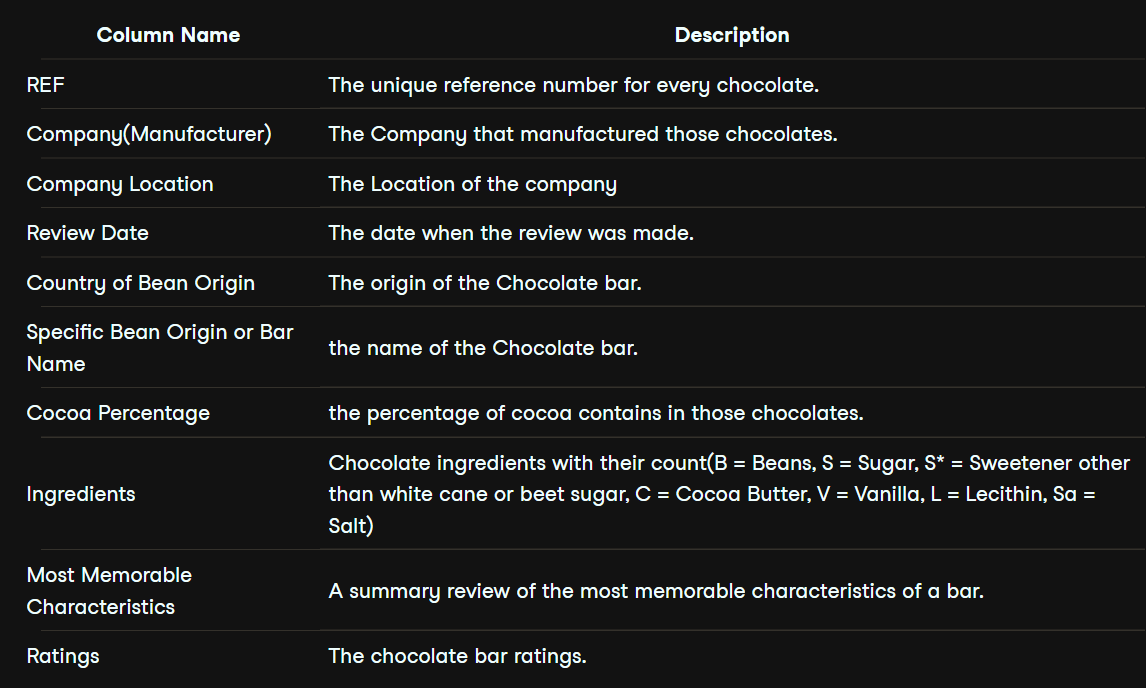 Column Name Description
REF The unique reference number for every chocolate.
Company(Manufacturer) The Company that manufactured those chocolates.
Company Location The Location of the company
Review Date The date when the review was made.
Country of Bean Origin The origin of the Chocolate bar.
Specific Bean Origin or Bar
Name
the name of the Chocolate bar.
Cocoa Percentage the percentage of cocoa contains in those chocolates.
Ingredients
Chocolate ingredients with their count(B = Beans, S = Sugar, S* = Sweetener other
than white cane or beet sugar, C = Cocoa Butter, V = Vanilla, L = Lecithin, Sa =
Salt)
Most Memorable
Characteristics
A summary review of the most memorable characteristics of a bar.
Ratings The chocolate bar ratings.